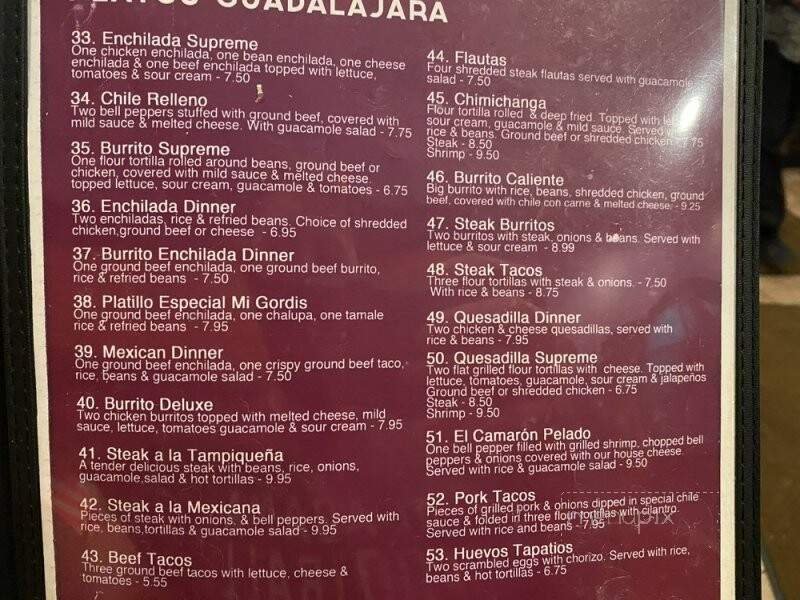 GUADALAJARA
33. Enchilada Supreme
One chicken enchilada, one bean enchilada, one cheese
enchilada & one beef enchilada topped with lettuce,
tomatoes & sour cream - 7.50
34. Chile Relleno
Two bell peppers stuffed with ground beef, covered with
mild sauce & melted cheese. With guacamole salad - 7.75
35. Burrito Supreme
One flour tortilla rolled around beans, ground beef or
chicken, covered with mild sauce & melted cheese
topped lettuce, sour cream, guacamole & tomatoes - 6.75
36. Enchilada Dinner
Two enchiladas, rice & refried beans. Choice of shredded
chicken,ground beef or cheese - 6.95
37. Burrito Enchilada Dinner
One ground beef enchilada, one ground beef burrito,
rice & refried beans - 7.50
38. Platillo Especial Mi Gordis
One ground beef enchilada, one chalupa, one tamale
rice & refried beans - 7.95
39. Mexican Dinner
One ground beef enchilada, one crispy ground beef taco,
rice, beans & guacamole salad - 7.50
40. Burrito Deluxe
Two chicken burritos topped with melted cheese, mild
sauce, lettuce, tomatoes guacamole & sour cream - 7.95
41. Steak a la Tampiqueña
A tender delicious steak with beans, rice, onions,
guacamole,salad & hot tortillas - 9.95
42. Steak a la Mexicana
Pieces of steak with onions, & bell peppers. Served with
rice, beans,tortillas & guacamole salad - 9.95
43. Beef Tacos
Three ground beef tacos with lettuce, cheese &
tomatoes - 5.55
44. Flautas
Four shredded steak flautas served with guacamole
salad - 7.50
45. Chimichanga
Flour tortilla rolled & deep fried. Topped with
sour cream, guacamole & mild sauce. Served
rice & beans. Ground beef or shredded chicken - 7.75
Steak - 8.50
Shrimp - 9.50
46. Burrito Caliente
Big burrito with rice, beans, shredded chicken, ground
beef, covered with chile con carne & melted cheese. - 9.25
47. Steak Burritos
Two burritos with steak, onions & beans. Served with
lettuce & sour cream - 8.99
48. Steak Tacos
Three flour tortillas with steak & onions. - 7.50
With rice & beans - 8.75
49. Quesadilla Dinner
Two chicken & cheese quesadillas, served with
rice & beans - 7.95
50. Quesadilla Supreme
Two flat grilled flour tortillas with cheese. Topped with
lettuce, tomatoes, guacamole, sour cream & jalapeños
Ground beef or shredded chicken - 6.75
Steak - 8.50
Shrimp - 9.50
51. El Camarón Pelado
One bell pepper filled with grilled shrimp, chopped bell
peppers & onions covered with our house cheese.
Served with rice & guacamole salad - 9.50
52. Pork Tacos
Pieces of grilled pork & onions dipped in special chile
sauce & folded in three flour tortillas with cilantro.
Served with rice and beans - 7.95
53. Huevos Tapatios
Two scrambled eggs with chorizo. Served with rice,
beans & hot tortillas - 6.75